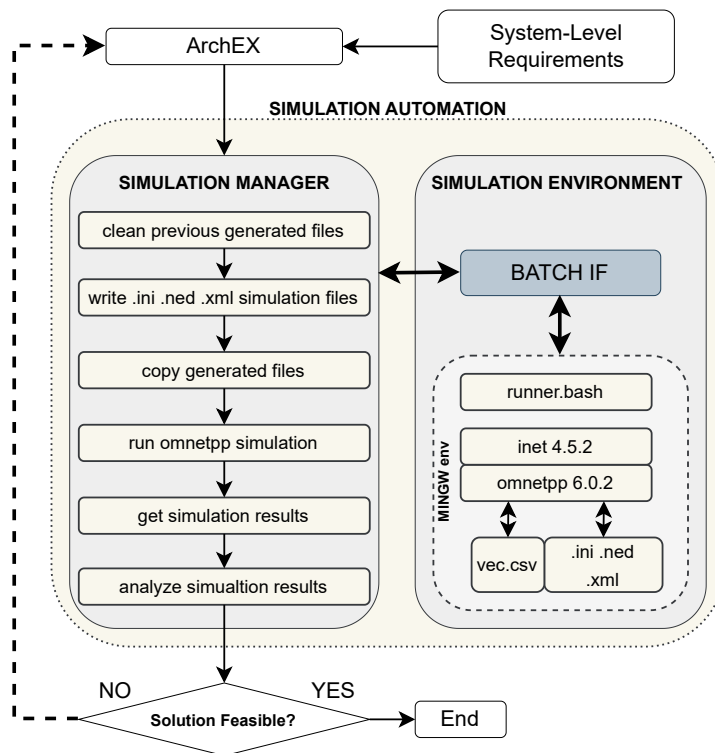 ArchEX
System-Level
Requirements
SIMULATION AUTOMATION
SIMULATION MANAGER
clean previous generated files
write .ini .ned .xml simulation files
copy generated files
run omnetpp simulation
get simulation results
analyze simualtion results
SIMULATION ENVIRONMENT
BATCH IF
MINGW env
runner.bash
inet 4.5.2
omnetpp 6.0.2
vec.csv
.ini .ned
.xml
NO
YES
Solution Feasible?
End